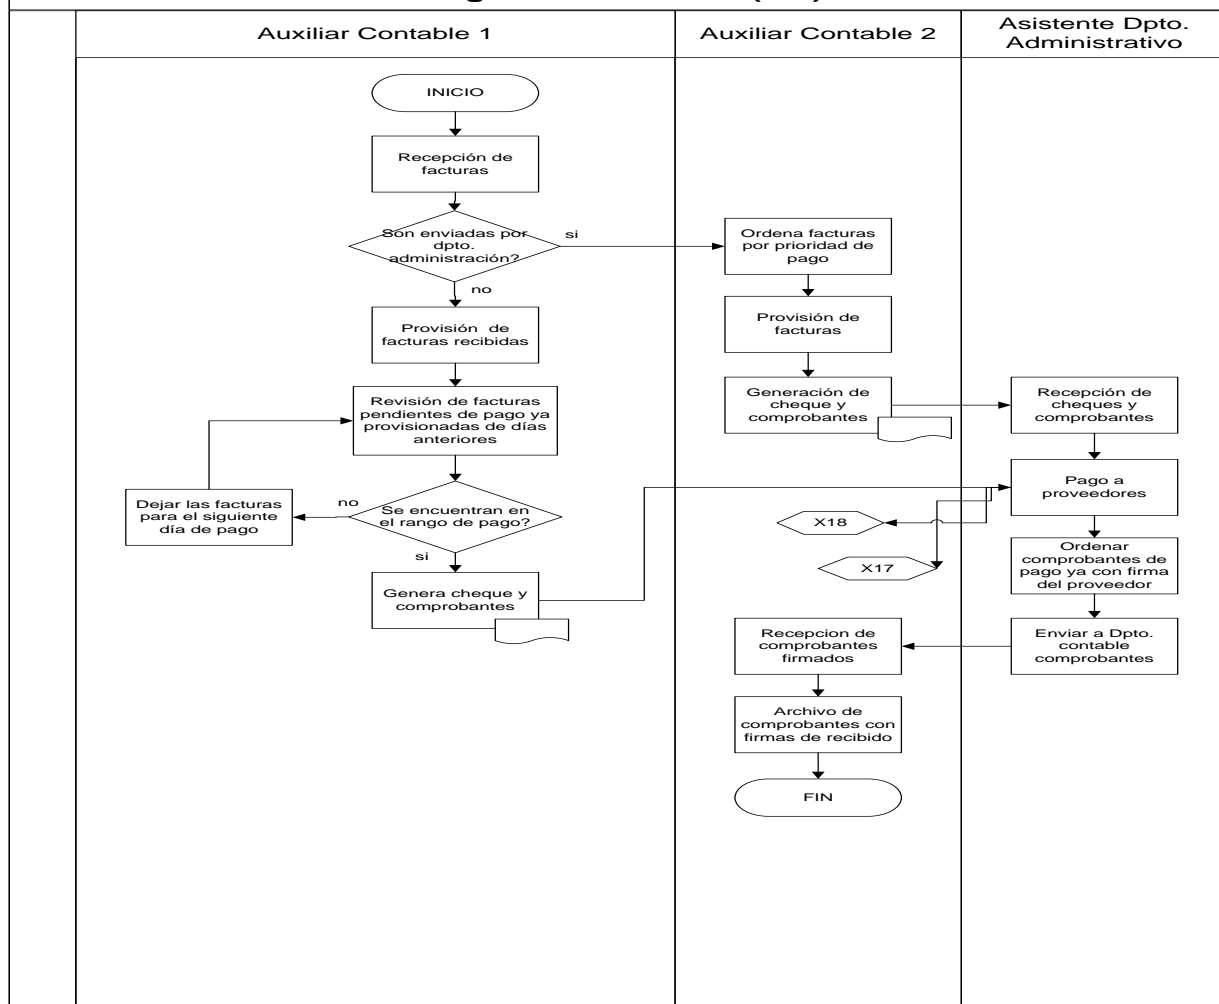 Auxiliar Contable 1
Auxiliar Contable 2
Asistente Dpto.
Administrativo
INICIO
Recepción de
facturas
Son enviadas por
dpto.
administración?
si
no
Ordena facturas
por prioridad de
pago
Provisión de
facturas recibidas
Provisión de
facturas
Revisión de facturas
pendientes de pago ya
provisionadas de días
anteriores
Generación de
cheque y
comprobantes
Recepción de
cheques y
comprobantes
Dejar las facturas
para el siguiente
día de pago
no
Se encuentran en
el rango de pago?
si
Pago a
proveedores
X18
X17
Ordenar
comprobantes de
pago ya con firma
del proveedor
Genera cheque y
comprobantes
Recepcion de
comprobantes
firmados
Enviar a Dpto.
contable
comprobantes
Archivo de
comprobantes con
firmas de recibido
FIN